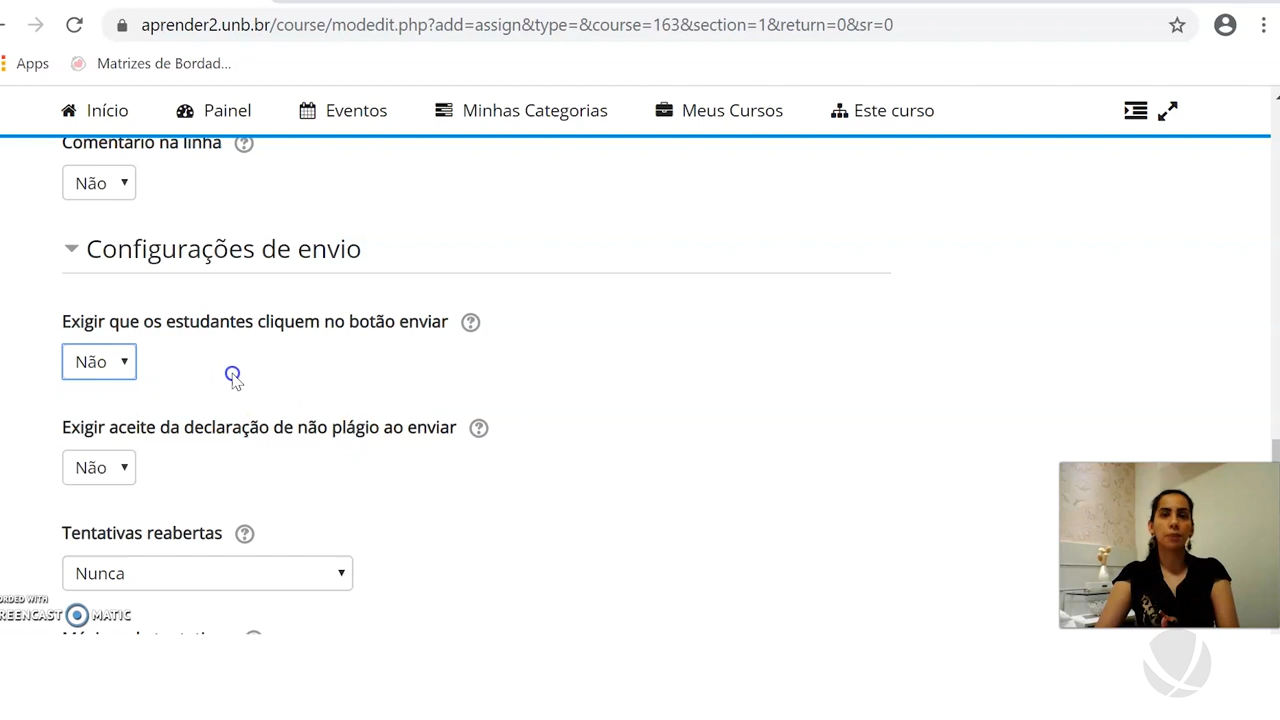 aprender2.unb.br/course/modedit.php?add=assign&type=&course=163&section=1&return=0&sr=0
Apps Matrizes de Bordad...
Início Painel Eventos Minhas Categorias Meus Cursos Este curso
Comentário na linha
Não
Configurações de envio
Exigir que os estudantes cliquem no botão enviar
Não
Exigir aceite da declaração de não plágio ao enviar
Não
Tentativas reabertas
Nunca
WITH
MATIC